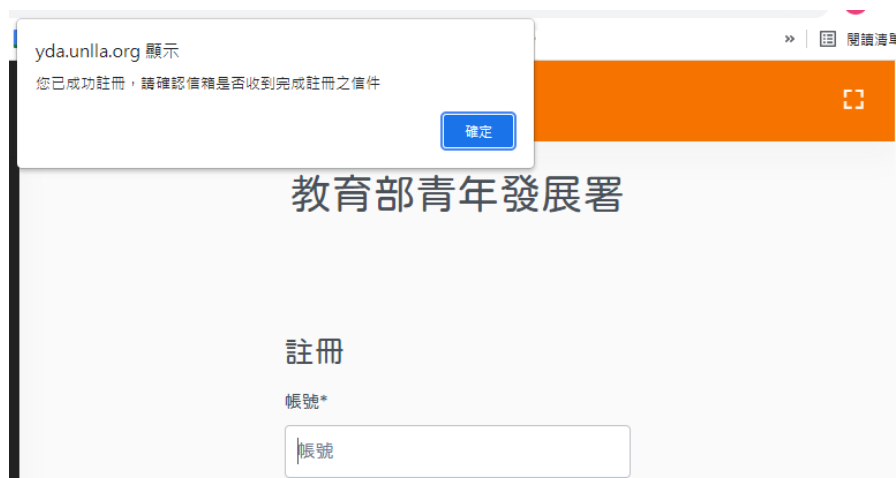 yda.unlla.org 顯示
您已成功註冊，請確認信箱是否收到完成註冊之信件
確定
» 閱讀清單
教育部青年發展署
註冊
帳號*
帳號